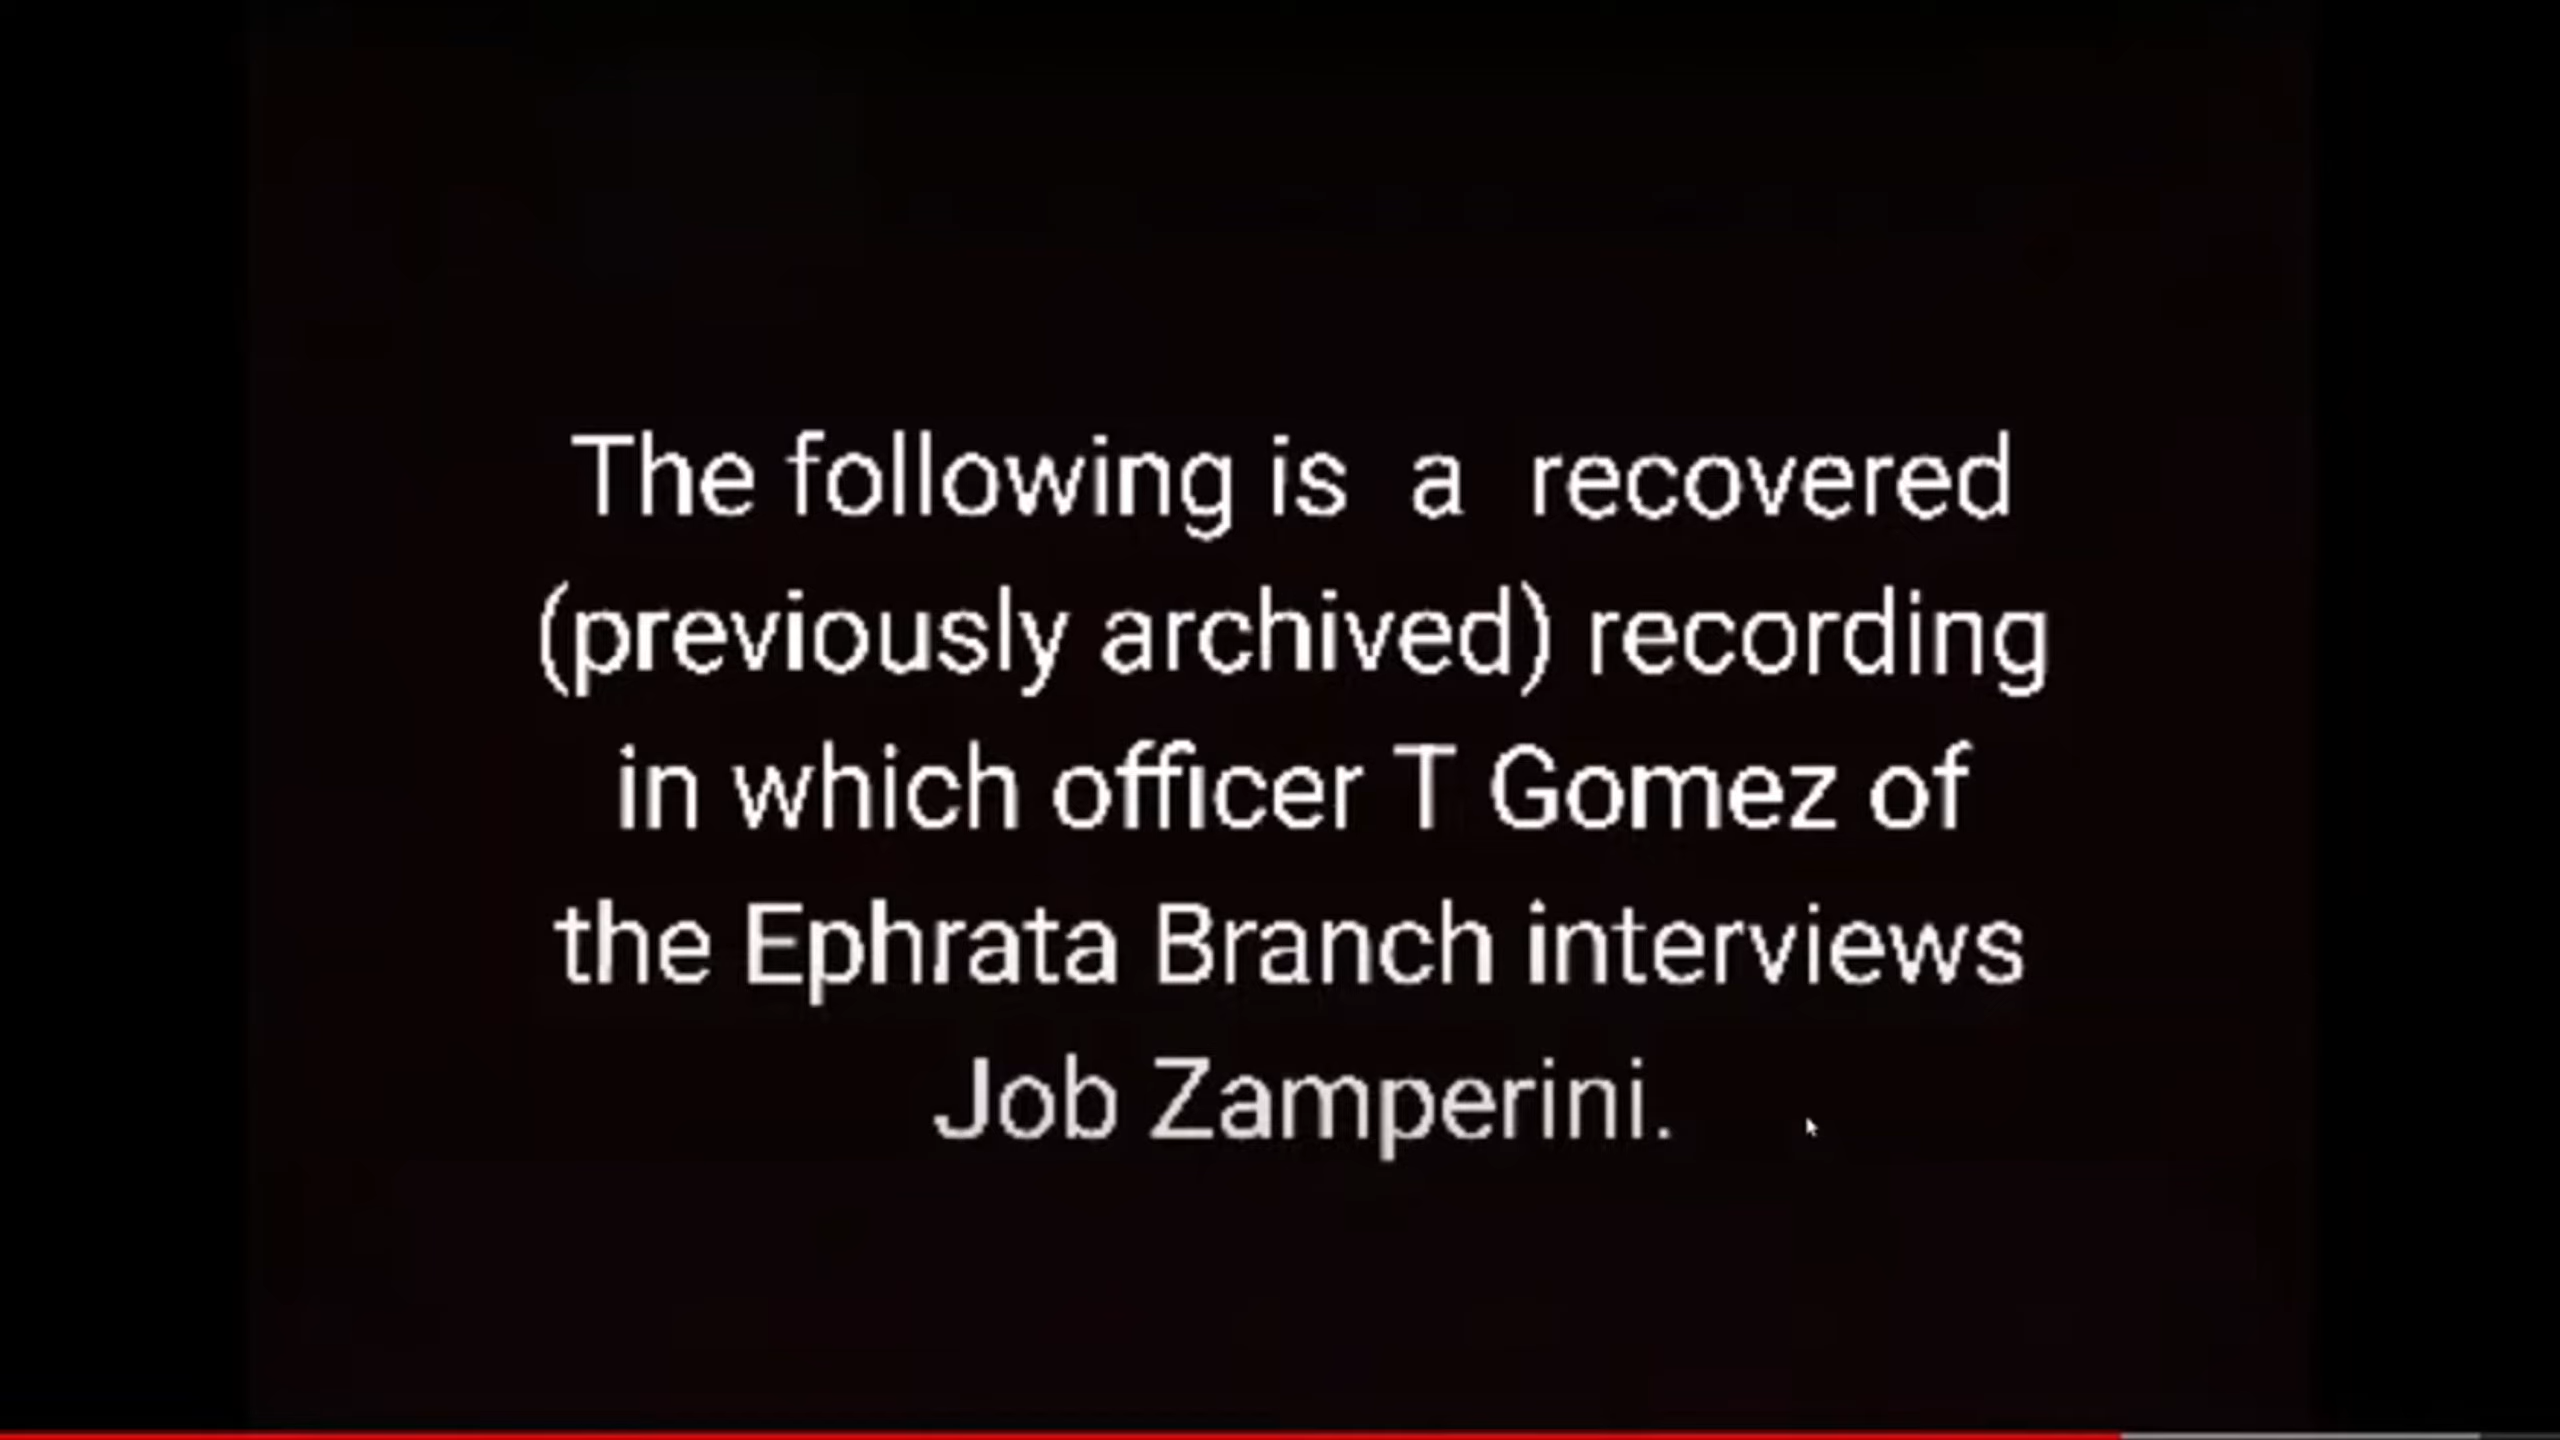 The following is a recovered
(previously archived) recording
in which officer T Gomez of
the Ephrata Branch interviews
Job Zamperini.